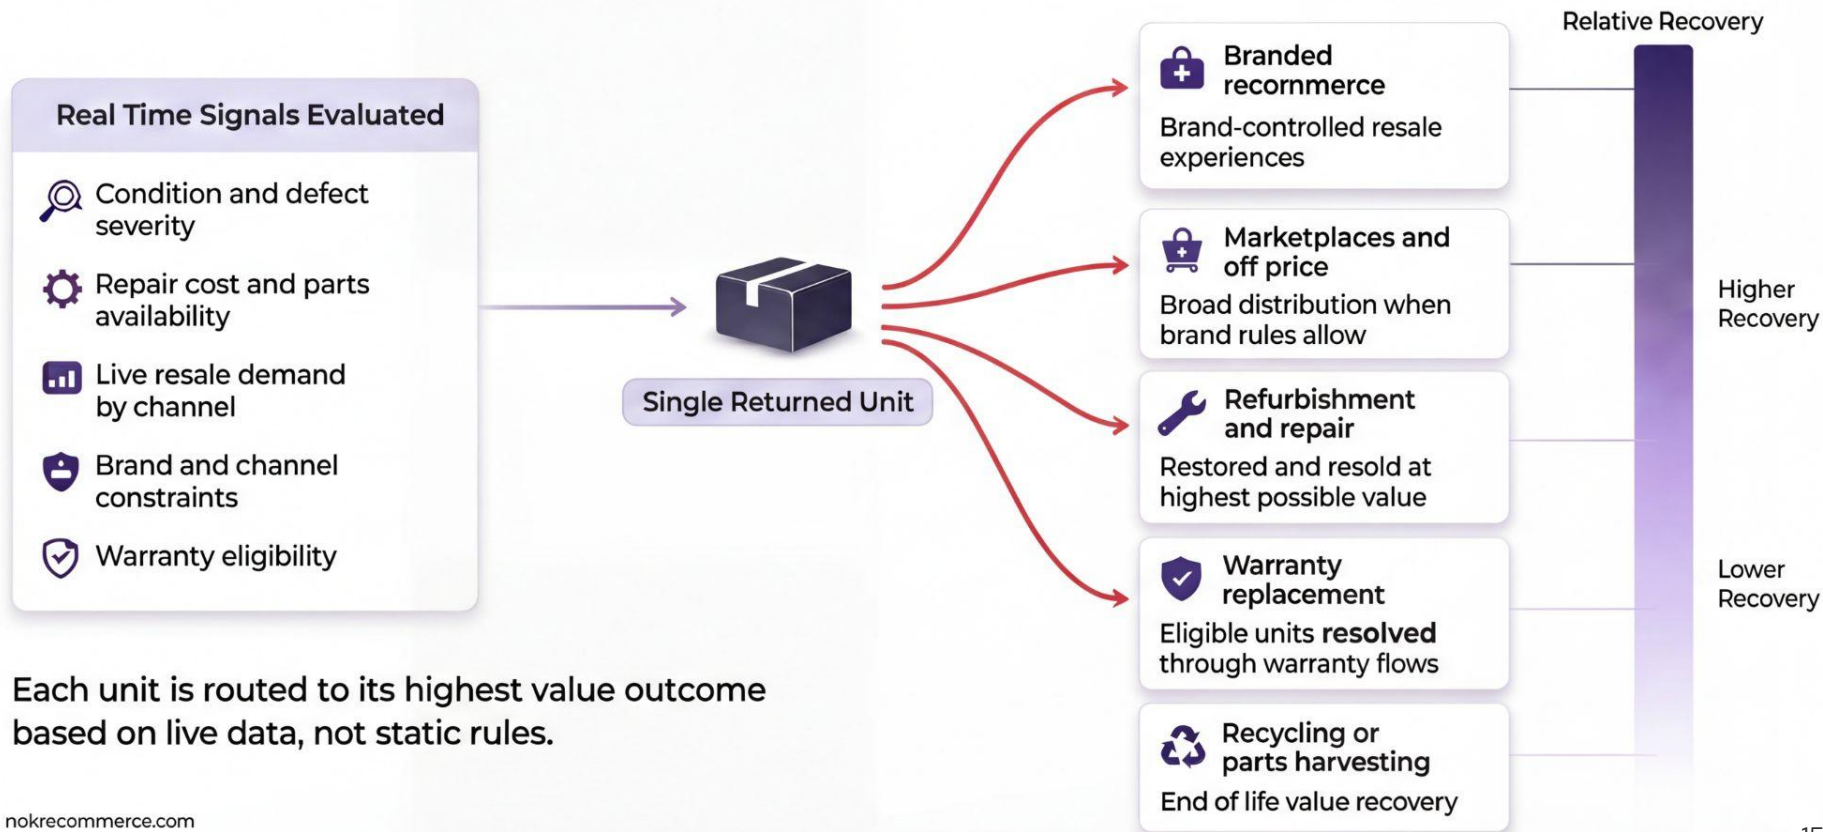 Relative Recovery
Real Time Signals Evaluated
Condition and defect
severity
Repair cost and parts
availability
Live resale demand
by channel
Brand and channel
constraints
Warranty eligibility
Single Returned Unit
Branded
recornmerce
Brand-controlled resale
experiences
Marketplaces and
off price
Broad distribution when
brand rules allow
Refurbishment
and repair
Restored and resold at
highest possible value
Warranty
replacement
Eligible units resolved
through warranty flows
Recycling or
parts harvesting
End of life value recovery
Higher
Recovery
Lower
Recovery
Each unit is routed to its highest value outcome
based on live data, not static rules.
nokrecommerce.com